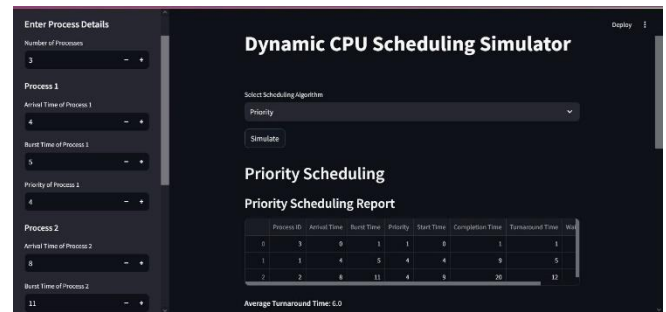 Enter Process Details
Number of Processes
3
Process 1
Arrival Time of Process 1
4
Burst Time of Process 1
5
Priority of Process 1
4
Process 2
Arrival Time of Process 2
8
Burst Time of Process 2
11
Deploy
Dynamic CPU Scheduling Simulator
Select Scheduling Algorithm
Priority
Simulate
Priority Scheduling
Priority Scheduling Report
Process ID Arrival Time Burst Time Priority Start Time Completion Time Turnaround Time Wai
0 3 0 1 1 0 1 1
1 1 4 5 4 4 9 5
2 2 8 11 4 9 20 12
Average Turnaround Time: 6.0